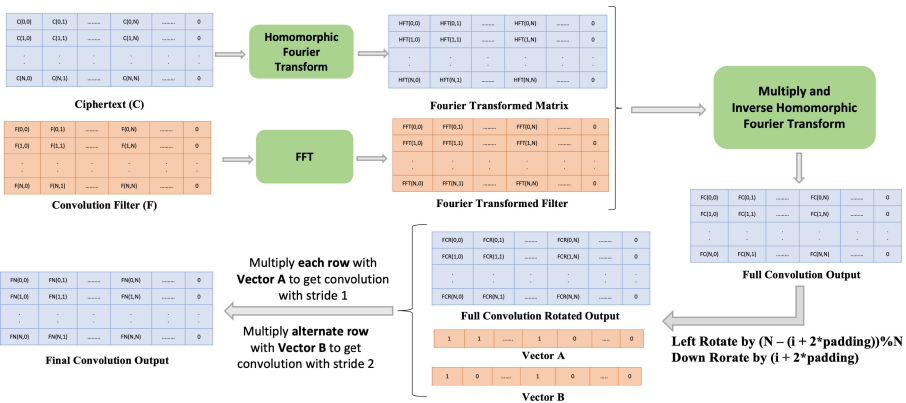 C(0,0) C(0,1) ........ C(0,N) ........ 0
C(1,0) C(1,1) ........ C(1,N) ........ 0
. . . . .
. . . . .
C(N,0) C(N,1) ........ C(N,N) ........ 0
Ciphertext (C)
Homomorphic
Fourier
Transform
HFT(0,0) HFT(0,1) ........ HFT(0,N) ........ 0
HFT(1,0) HFT(1,1) ........ HFT(1,N) ........ 0
. . . . .
. . . . .
HFT(N,0) HFT(N,1) ........ HFT(N,N) ........ 0
Fourier Transformed Matrix
F(0,0) F(0,1) ........ F(0,N) ........ 0
F(1,0) F(1,1) ........ F(1,N) ........ 0
. . . . .
. . . . .
F(N,0) F(N,1) ........ F(N,N) ........ 0
Convolution Filter (F)
FFT
FFT(0,0) FFT(0,1) ........ FFT(0,N) ........ 0
FFT(1,0) FFT(1,1) ........ FFT(1,N) ........ 0
. . . . .
. . . . .
FFT(N,0) FFT(N,1) ........ FFT(N,N) ........ 0
Fourier Transformed Filter
Multiply and
Inverse Homomorphic
Fourier Transform
FC(0,0) FC(0,1) ........ FC(0,N) ........ 0
FC(1,0) FC(1,1) ........ FC(1,N) ........ 0
. . . . .
. . . . .
FC(N,0) FC(N,1) ........ FC(N,N) ........ 0
Full Convolution Output
Left Rotate by (N – (i + 2*padding))%N
Down Rorate by (i + 2*padding)
FCR(0,0) FCR(0,1) ........ FCR(0,N) ........ 0
FCR(1,0) FCR(1,1) ........ FCR(1,N) ........ 0
. . . . .
. . . . .
FCR(N,0) FCR(N,1) ........ FCR(N,N) ........ 0
Full Convolution Rotated Output
1 1 ...... 1 0 ..... 0
Vector A
1 0 ...... 1 0 ..... 0
Vector B
Multiply each row with
Vector A to get convolution
with stride 1
Multiply alternate row
with Vector B to get
convolution with stride 2
FN(0,0) FN(0,1) ........ FN(0,N) ........ 0
FN(1,0) FN(1,1) ........ FN(1,N) ........ 0
. . . . .
. . . . .
FN(N,0) FN(N,1) ........ FN(N,N) ........ 0
Final Convolution Output